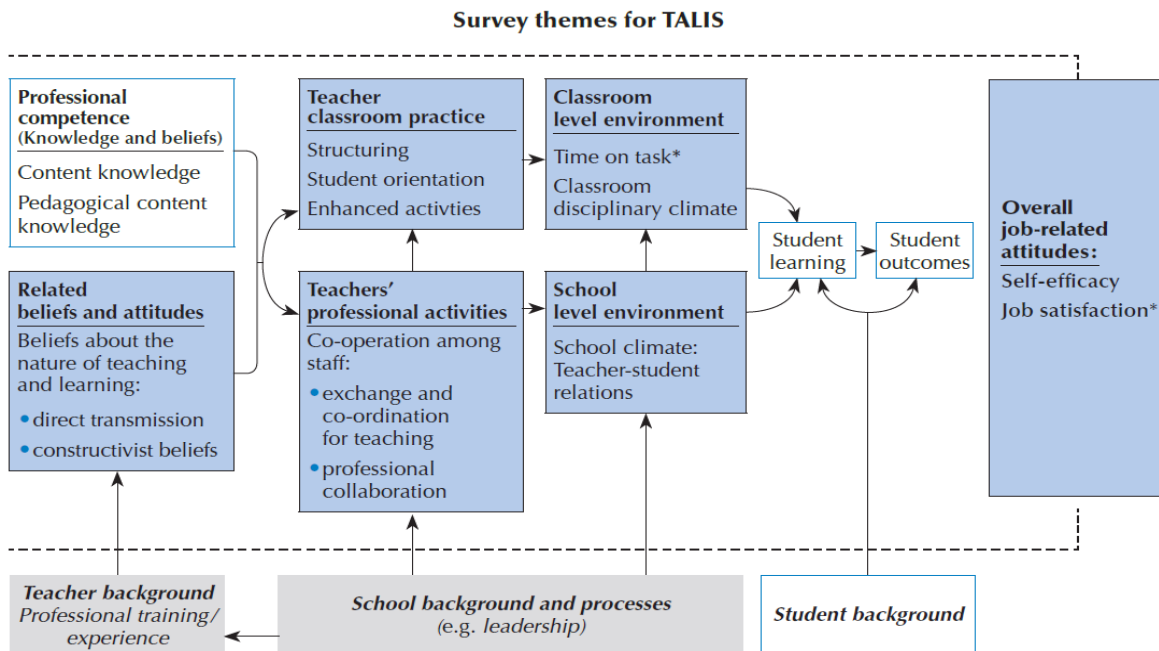 Survey themes for TALIS
Professional
competence
(Knowledge and beliefs)
Content knowledge
Pedagogical content
knowledge
Related
beliefs and attitudes
Beliefs about the
nature of teaching
and learning:
• direct transmission
• constructivist beliefs
Teacher
classroom practice
Structuring
Student orientation
Enhanced activties
Teachers'
professional activities
Co-operation among
staff:
• exchange and
co-ordination
for teaching
• professional
collaboration
Classroom
level environment
Time on task*
Classroom
disciplinary climate
School
level environment
School climate:
Teacher-student
relations
Student
learning
Student
outcomes
Overall
job-related
attitudes:
Self-efficacy
Job satisfaction*
Teacher background
Professional training/
experience
School background and processes
(e.g. leadership)
Student background